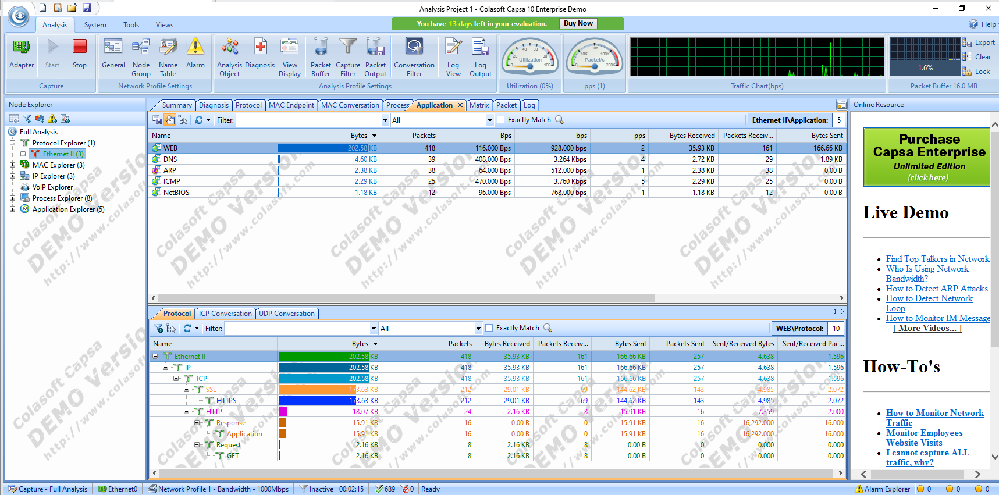 Analysis Project 1 - Colasoft Capsa 10 Enterprise Demo
Analysis System Tools Views
You have 13 days left in your evaluation. Buy Now
Help
Adapter Start Stop
Capture
General Node Group Name Table Alarm
Network Profile Settings
Analysis Object Diagnosis View Display Packet Buffer Capture Filter Packet Output Conversation Filter Log View Log Output
Analysis Profile Settings
20 40 60 80 100
Utilization
Utilization (0%)
10K 50K 100K 200K
Packet/s
pps (1)
Traffic Chart(bps)
1.6%
Packet Buffer 16.0 MB
Export
Clear
Lock
Node Explorer
Full Analysis
Protocol Explorer (1)
Ethernet II (3)
MAC Explorer (3)
IP Explorer (3)
VoIP Explorer
Process Explorer (8)
Application Explorer (5)
Summary Diagnosis Protocol MAC Endpoint MAC Conversation Process Application Matrix Packet Log
Filter: All Exactly Match Ethernet II\Application: 5
Name Bytes Packets Bps bps pps Bytes Received Packets Receiv... Bytes Sent
WEB 202.58 KB 418 116.000 Bps 928.000 bps 2 35.93 KB 161 166.66 KB
DNS 4.60 KB 39 408.000 Bps 3.264 Kbps 4 2.72 KB 29 1.89 KB
ARP 2.38 KB 38 64.000 Bps 512.000 bps 1 2.38 KB 38 0.00 B
ICMP 2.29 KB 25 470.000 Bps 3.760 Kbps 5 2.29 KB 25 0.00 B
NetBIOS 1.18 KB 12 96.000 Bps 768.000 bps 1 1.18 KB 12 0.00 B
Colasoft Capsa
DEMO Version
http://www.colasoft.com
Protocol TCP Conversation UDP Conversation
Filter: All Exactly Match WEB\Protocol: 10
Name Bytes Packets Bytes Received Packets Receiv... Bytes Sent Packets Sent Sent/Received Bytes Sent/Received Pac...
Ethernet II 202.58 KB 418 35.93 KB 161 166.66 KB 257 4.638 1.596
IP 202.58 KB 418 35.93 KB 161 166.66 KB 257 4.638 1.596
TCP 202.58 KB 418 35.93 KB 161 166.66 KB 257 4.638 1.596
SSL 173.63 KB 212 29.01 KB 69 144.62 KB 143 4.985 2.072
HTTPS 173.63 KB 212 29.01 KB 69 144.62 KB 143 4.985 2.072
HTTP 18.07 KB 24 2.16 KB 8 15.91 KB 16 7.359 2.000
Response 15.91 KB 16 0.00 B 0 15.91 KB 16 16,292.000 16.000
Application 15.91 KB 16 0.00 B 0 15.91 KB 16 16,292.000 16.000
Request 2.16 KB 8 2.16 KB 8 0.00 B 0 0.000 0.000
GET 2.16 KB 8 2.16 KB 8 0.00 B 0 0.000 0.000
Online Resource
Purchase
Capsa Enterprise
Unlimited Edition
(click here)
Live Demo
Find Top Talkers in Network
Who Is Using Network
Bandwidth?
How to Detect ARP Attacks
How to Detect Network
Loop
How to Monitor IM Message
[ More Videos... ]
How-To's
How to Monitor Network
Traffic
Monitor Employees
Website Visits
I cannot capture ALL
traffic, why?
Capture - Full Analysis Ethernet0 Network Profile 1 - Bandwidth - 1000Mbps Inactive 00:02:15 689 0 Ready Alarm Explorer 0 0 0